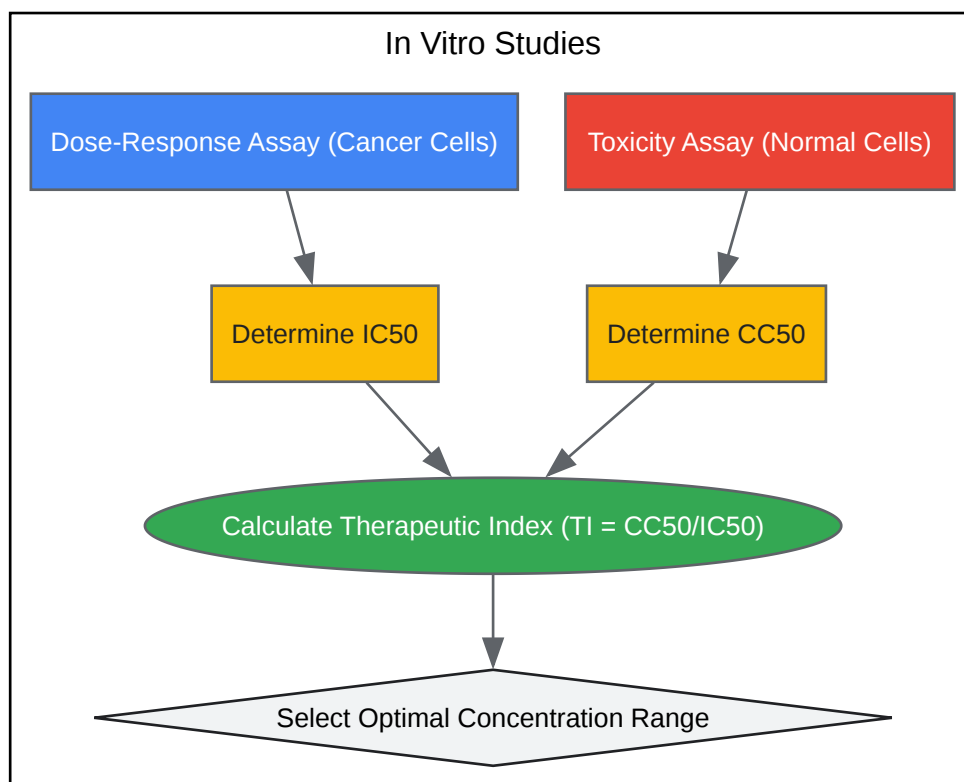 In Vitro Studies
Dose-Response Assay (Cancer Cells)
Toxicity Assay (Normal Cells)
Determine IC50
Determine CC50
Calculate Therapeutic Index (TI = CC50/IC50)
Select Optimal Concentration Range